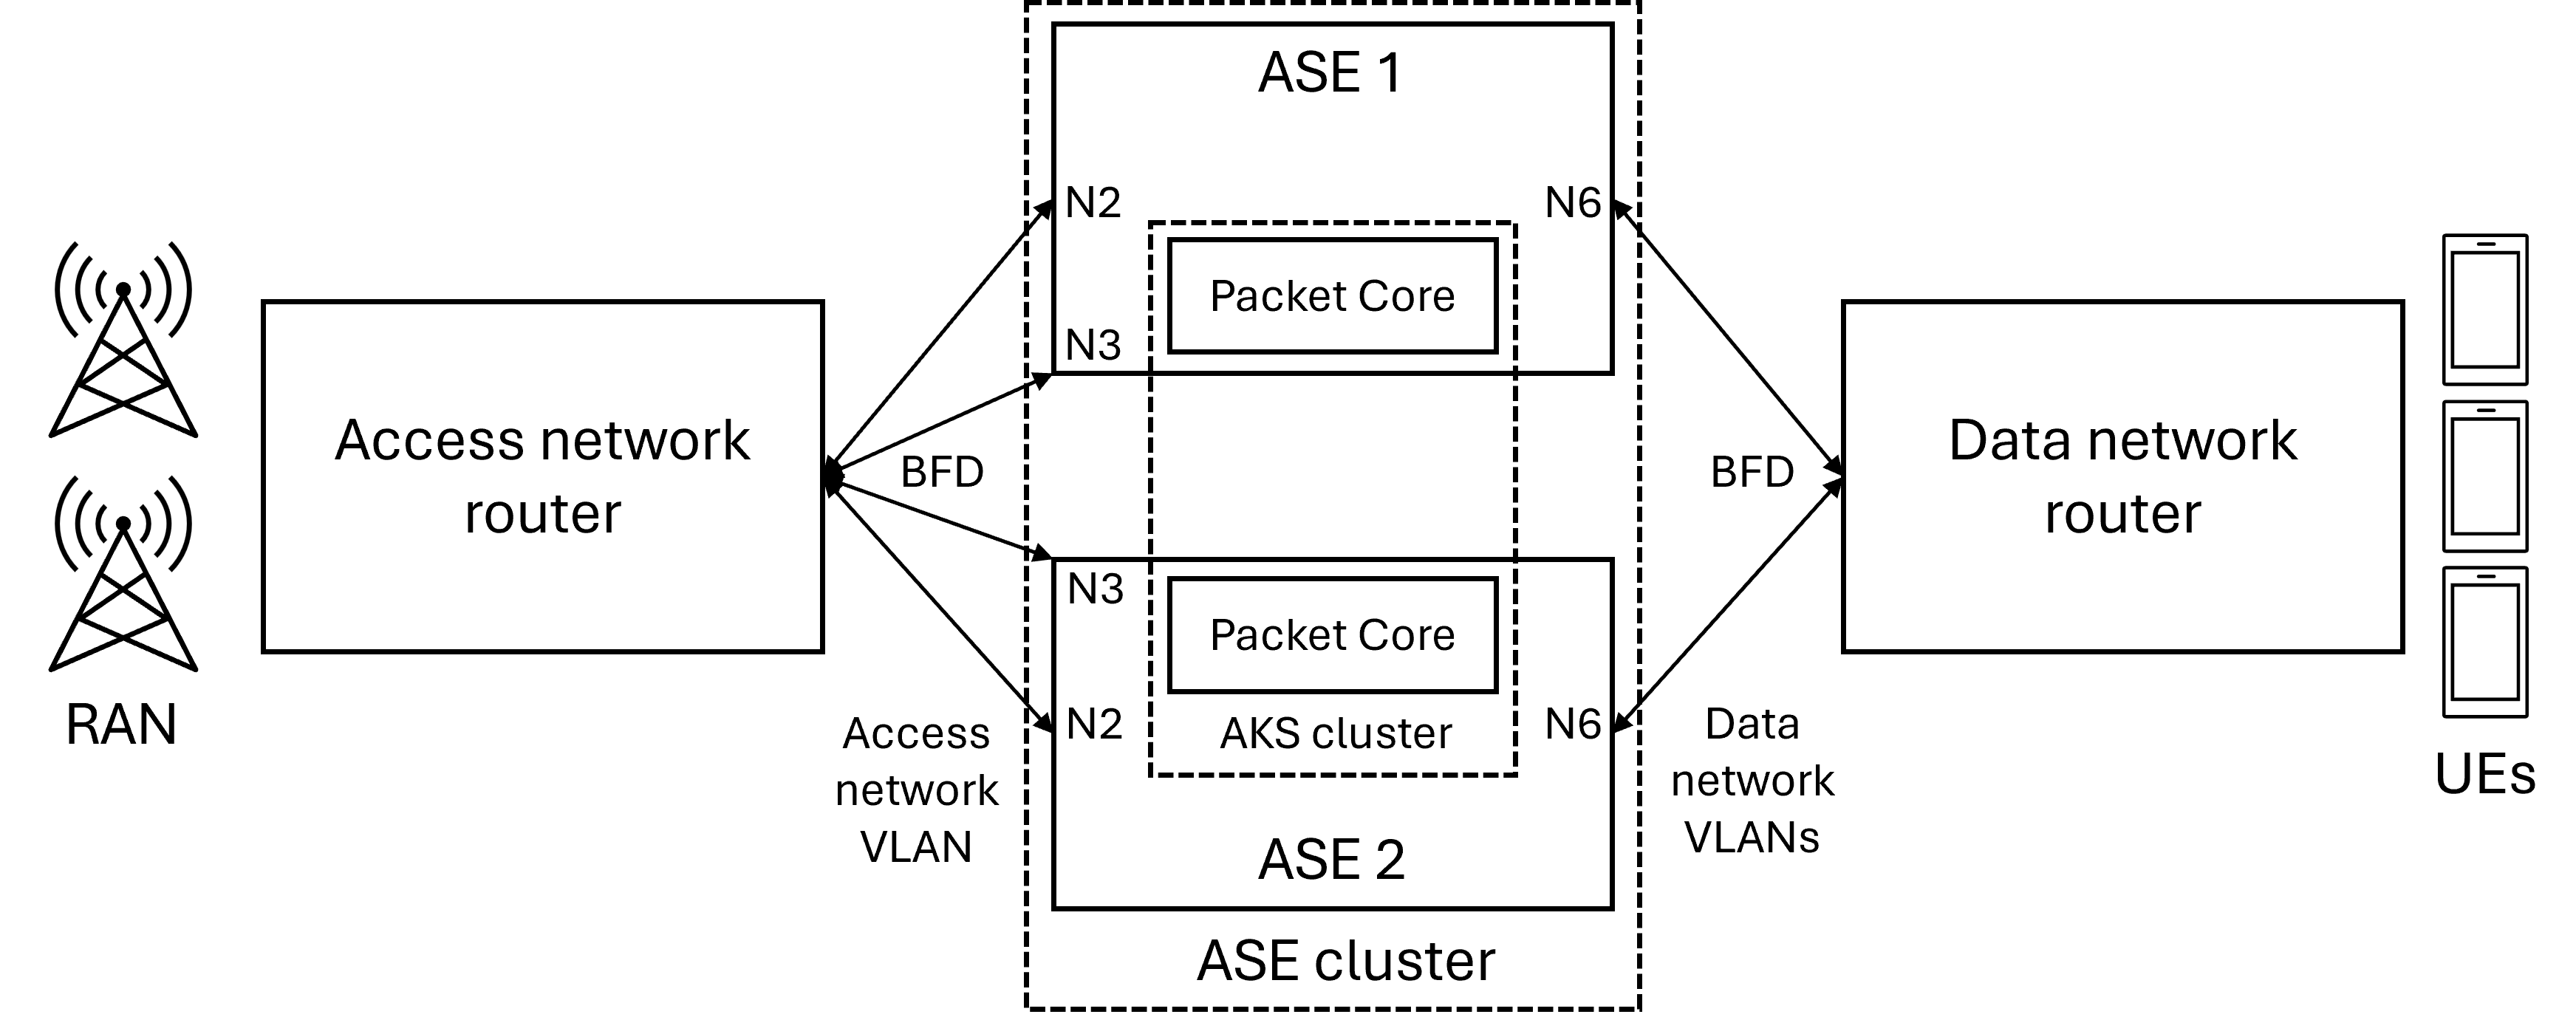 ASE 1
N2
N6
Packet Core
N3
Access network
router
BFD
BFD
Data network
router
N3
Packet Core
RAN
N2
AKS cluster
N6
Access
network
VLAN
Data
network
VLANs
UEs
ASE 2
ASE cluster